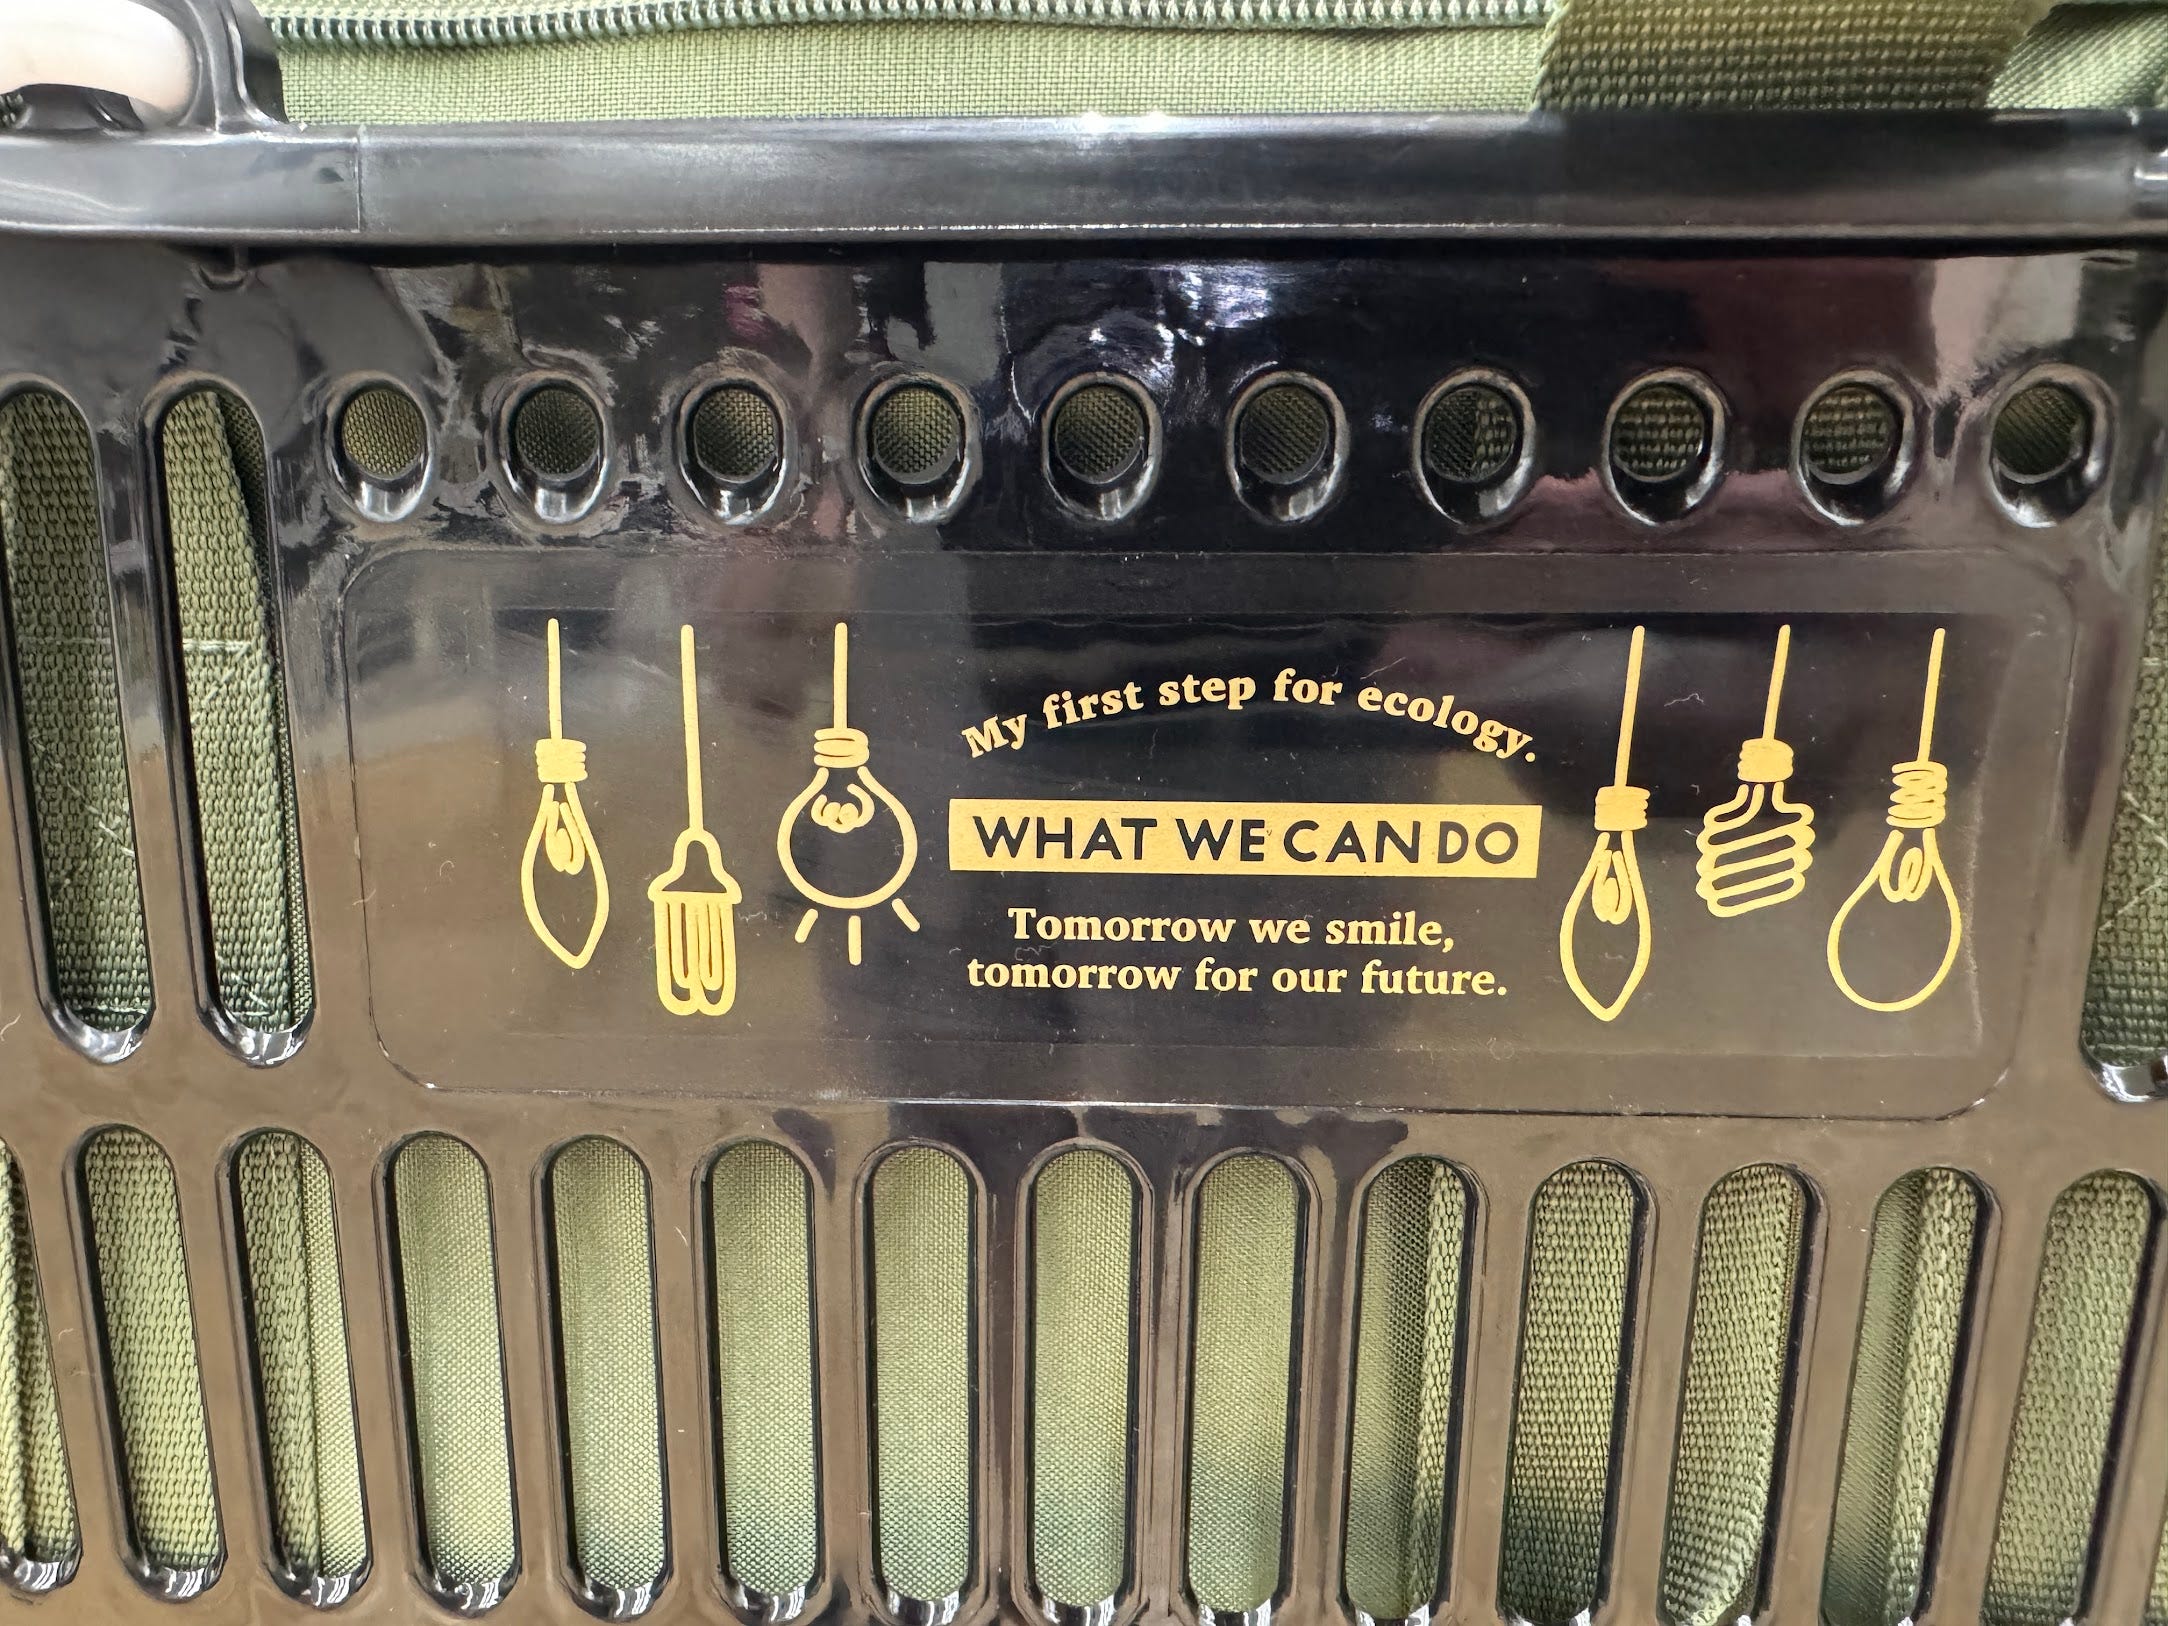 My first step for ecology.
WHAT WE CAN DO
Tomorrow we smile,
tomorrow for our future.